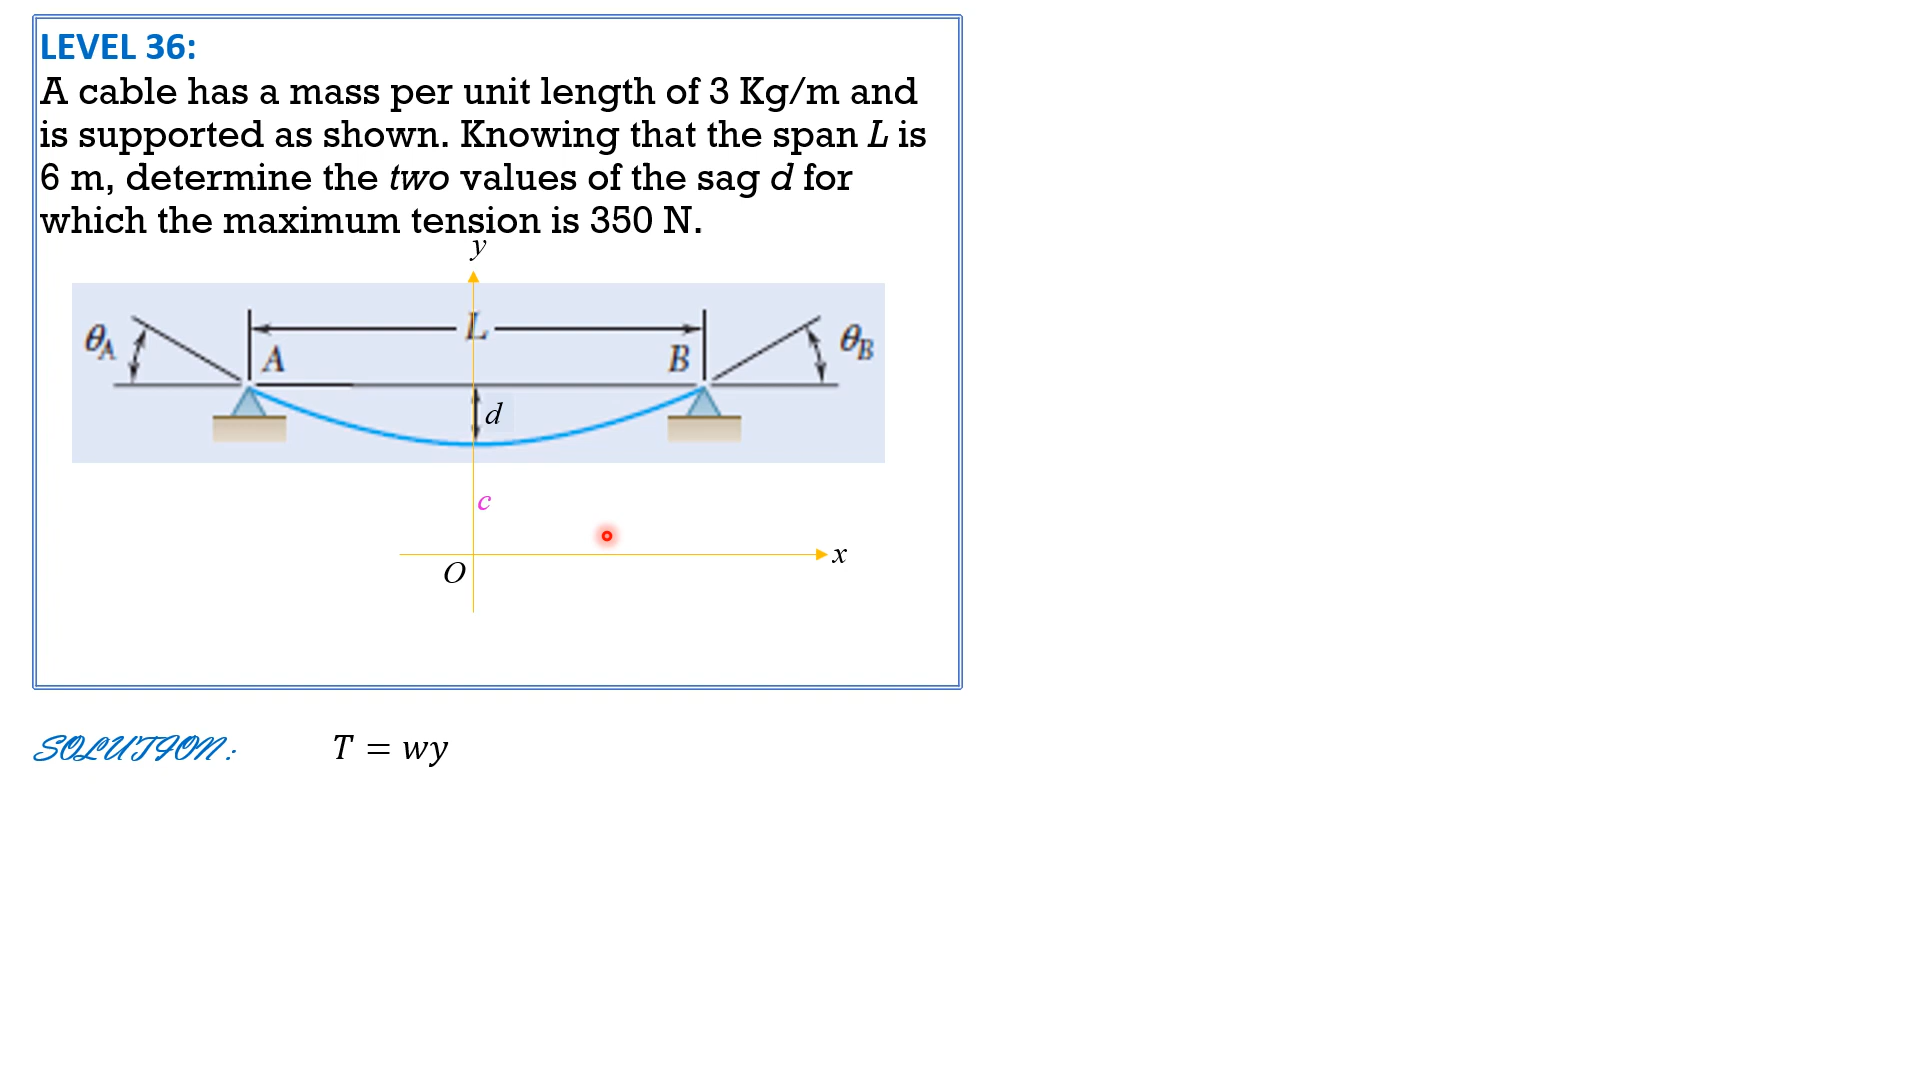 LEVEL 36:
A cable has a mass per unit length of 3 Kg/m and
is supported as shown. Knowing that the span L is
6 m, determine the two values of the sag d for
which the maximum tension is 350 N.
y
L
θA
A
B
θB
d
c
x
O
SOLUTION: T = wy